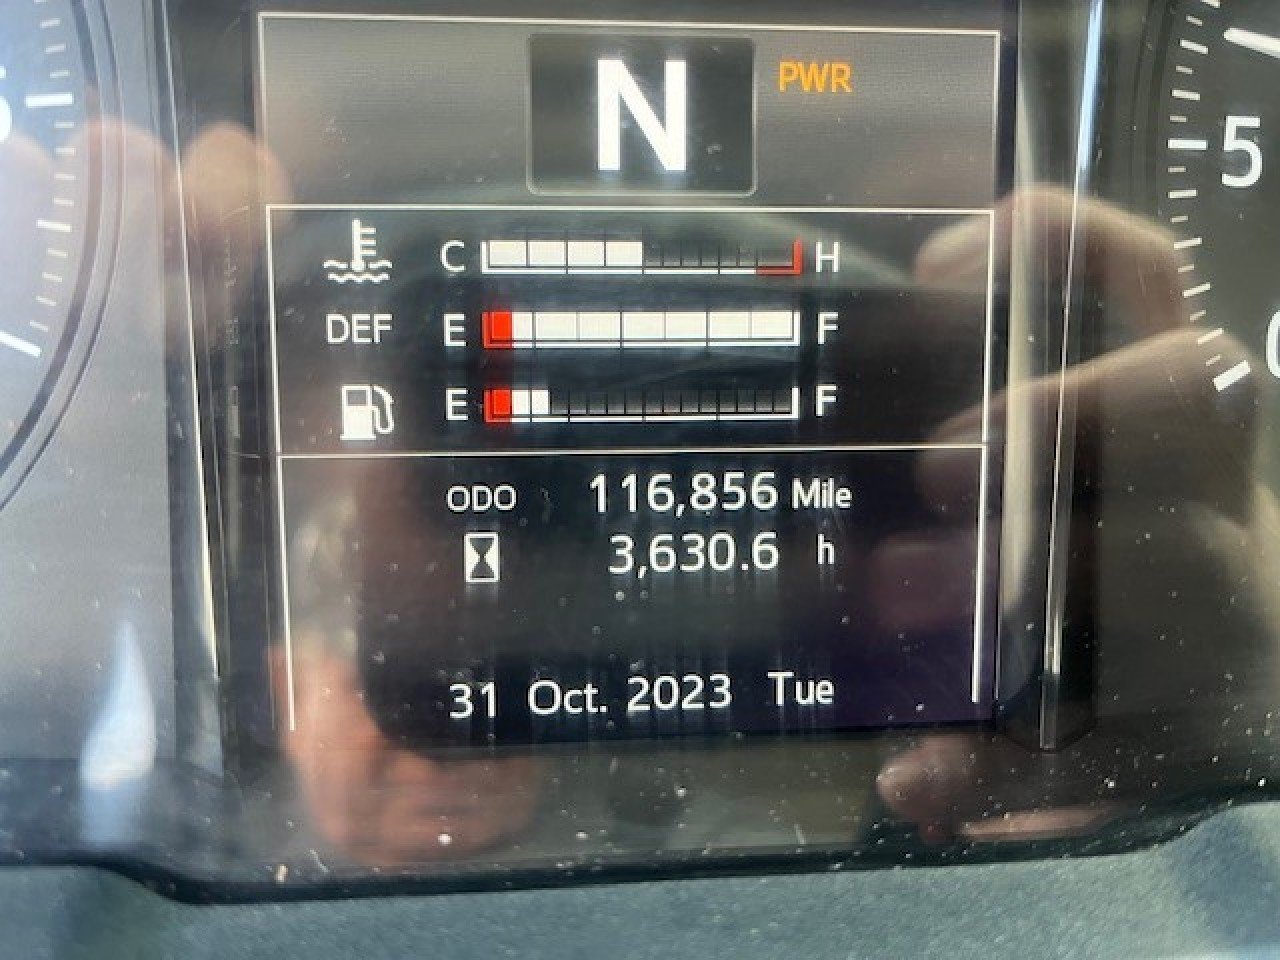 N PWR
5
C H
DEF E F
E F
ODO 116,856 Mile
3,630.6 h
31 Oct. 2023 Tue